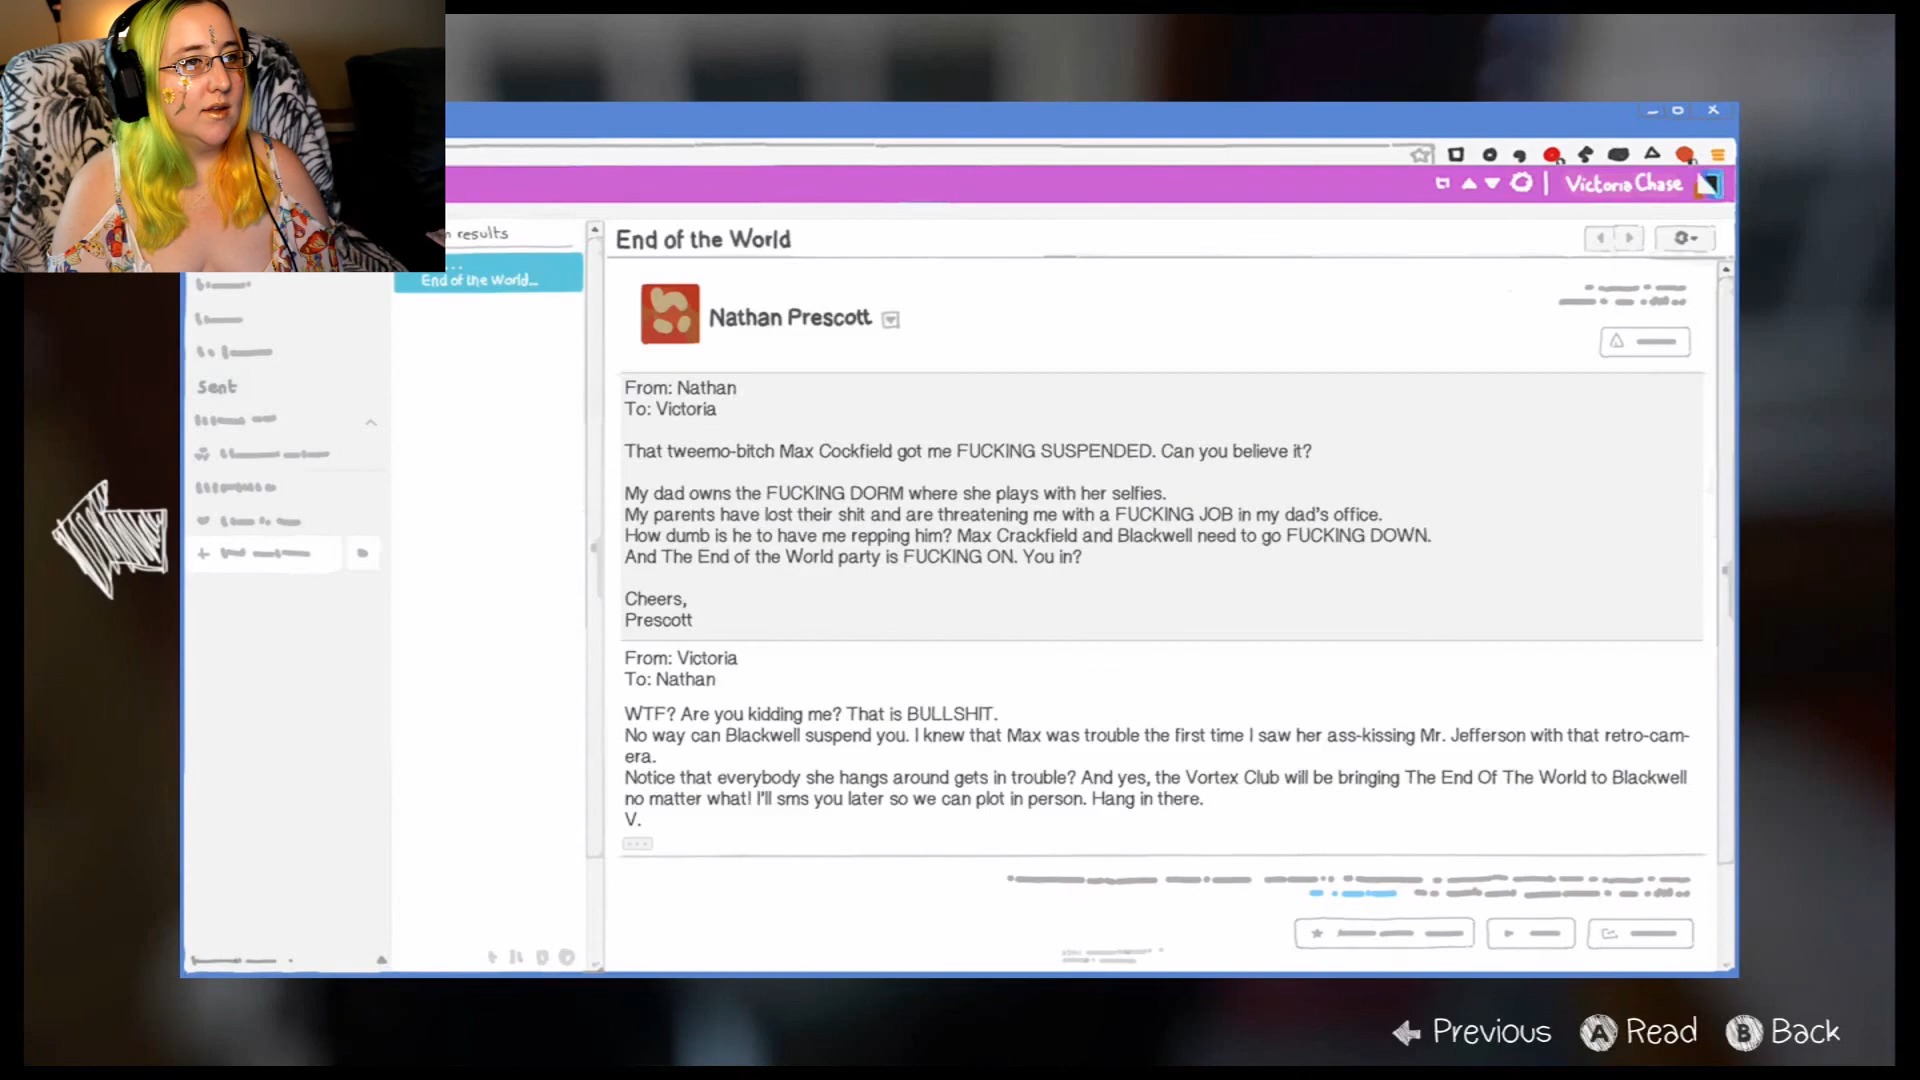 Victoria Chase
results
End of the World
End of the World...
Nathan Prescott
Sent
From: Nathan
To: Victoria
That tweemo-bitch Max Cockfield got me FUCKING SUSPENDED. Can you believe it?
My dad owns the FUCKING DORM where she plays with her selfies.
My parents have lost their shit and are threatening me with a FUCKING JOB in my dad's office.
How dumb is he to have me repping him? Max Crackfield and Blackwell need to go FUCKING DOWN.
And The End of the World party is FUCKING ON. You in?
Cheers,
Prescott
From: Victoria
To: Nathan
WTF? Are you kidding me? That is BULLSHIT.
No way can Blackwell suspend you. I knew that Max was trouble the first time I saw her ass-kissing Mr. Jefferson with that retro-cam-
era.
Notice that everybody she hangs around gets in trouble? And yes, the Vortex Club will be bringing The End Of The World to Blackwell
no matter what! I'll sms you later so we can plot in person. Hang in there.
V.
Previous A Read B Back